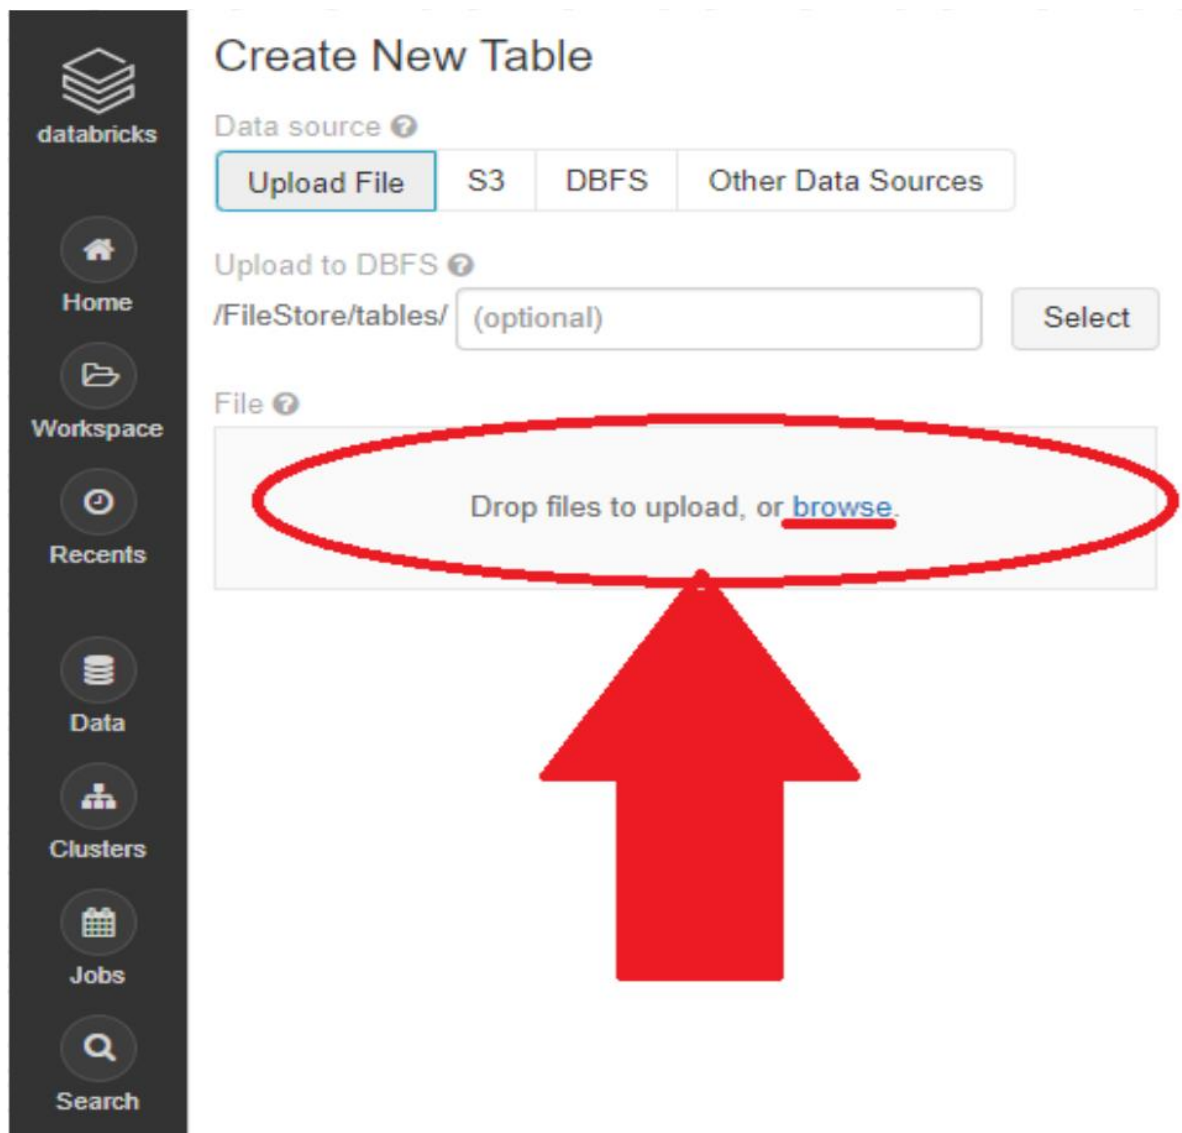 databricks
Home
Workspace
Recents
Data
Clusters
Jobs
Search
Create New Table
Data source
Upload File S3 DBFS Other Data Sources
Upload to DBFS
/FileStore/tables/ (optional) Select
File
Drop files to upload, or browse.